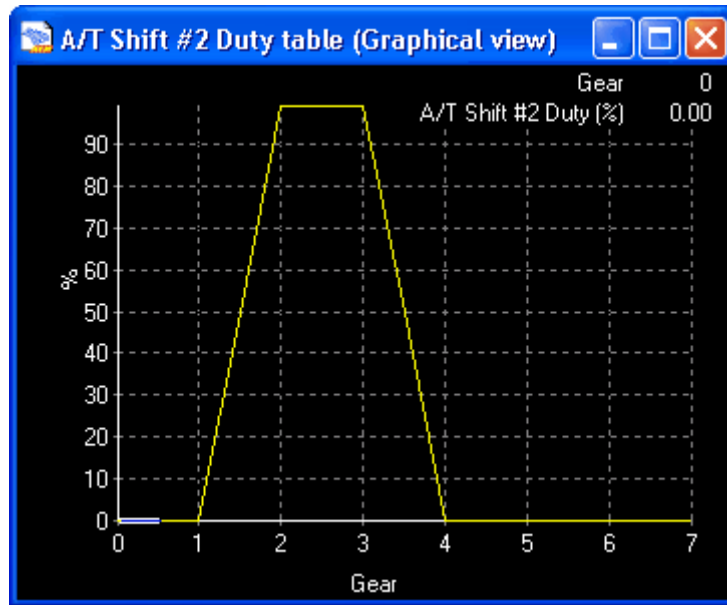 A/T Shift #2 Duty table (Graphical view)
Gear 0
A/T Shift #2 Duty (%) 0.00
90
80
70
% 60
50
40
30
20
10
0
0 1 2 3 4 5 6 7
Gear